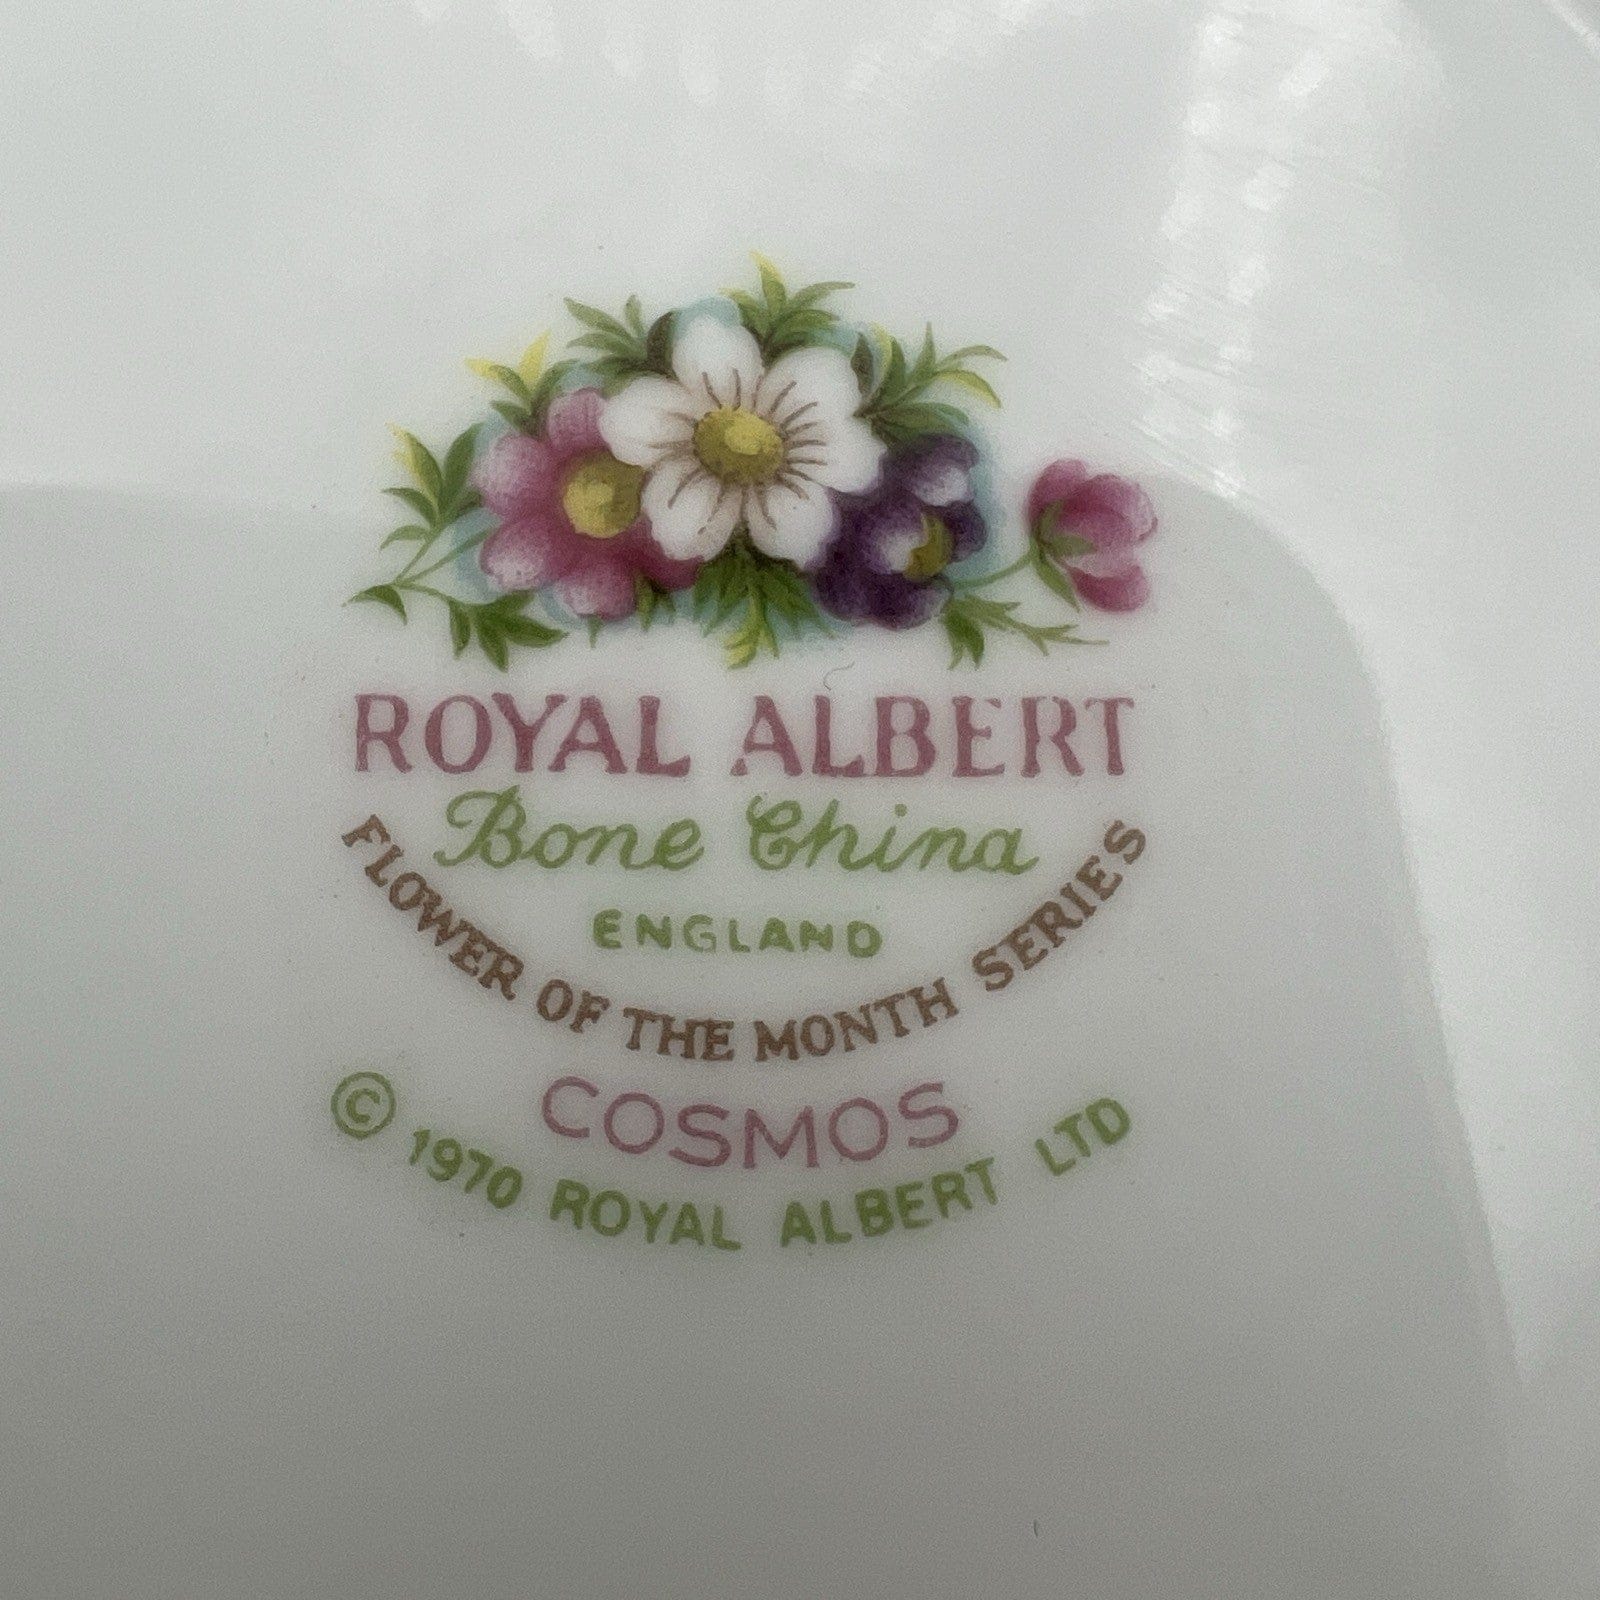 ROYAL ALBERT
Bone China
ENGLAND
FLOWER OF THE MONTH SERIES
COSMOS
© 1970 ROYAL ALBERT LTD